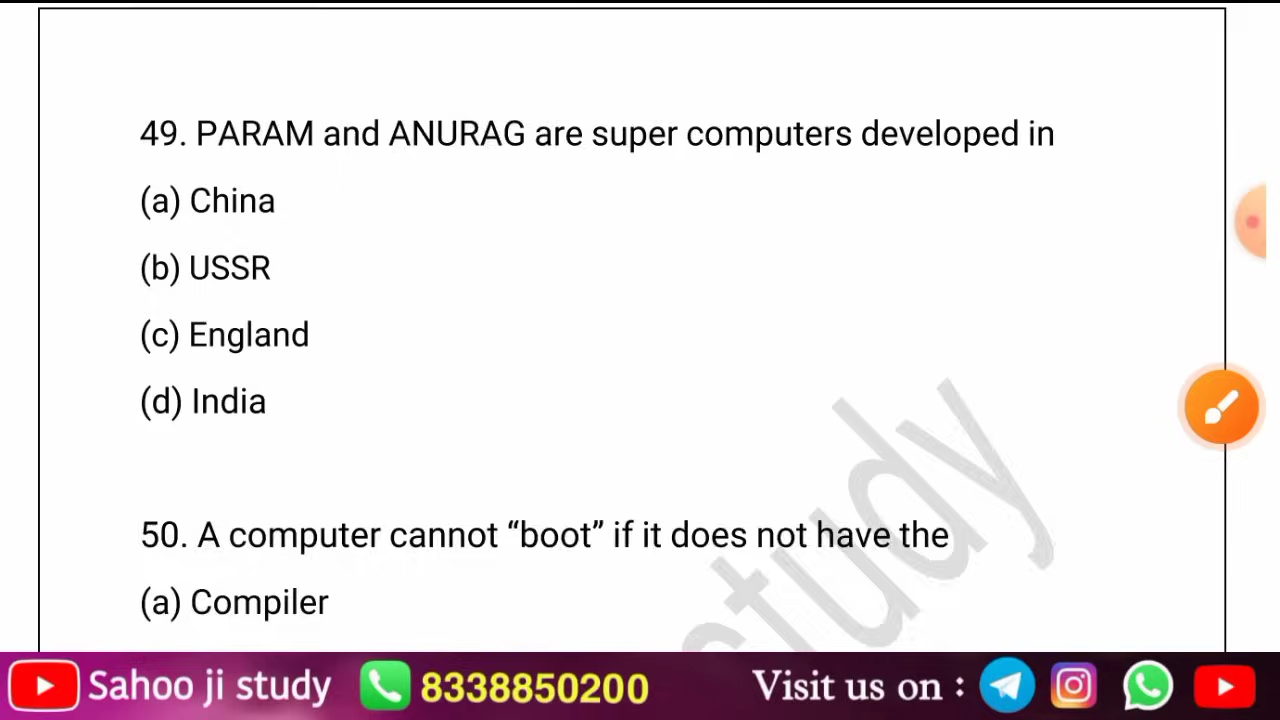 49. PARAM and ANURAG are super computers developed in
(a) China
(b) USSR
(c) England
(d) India
50. A computer cannot “boot” if it does not have the
(a) Compiler
study
Sahoo ji study 8338850200 Visit us on :